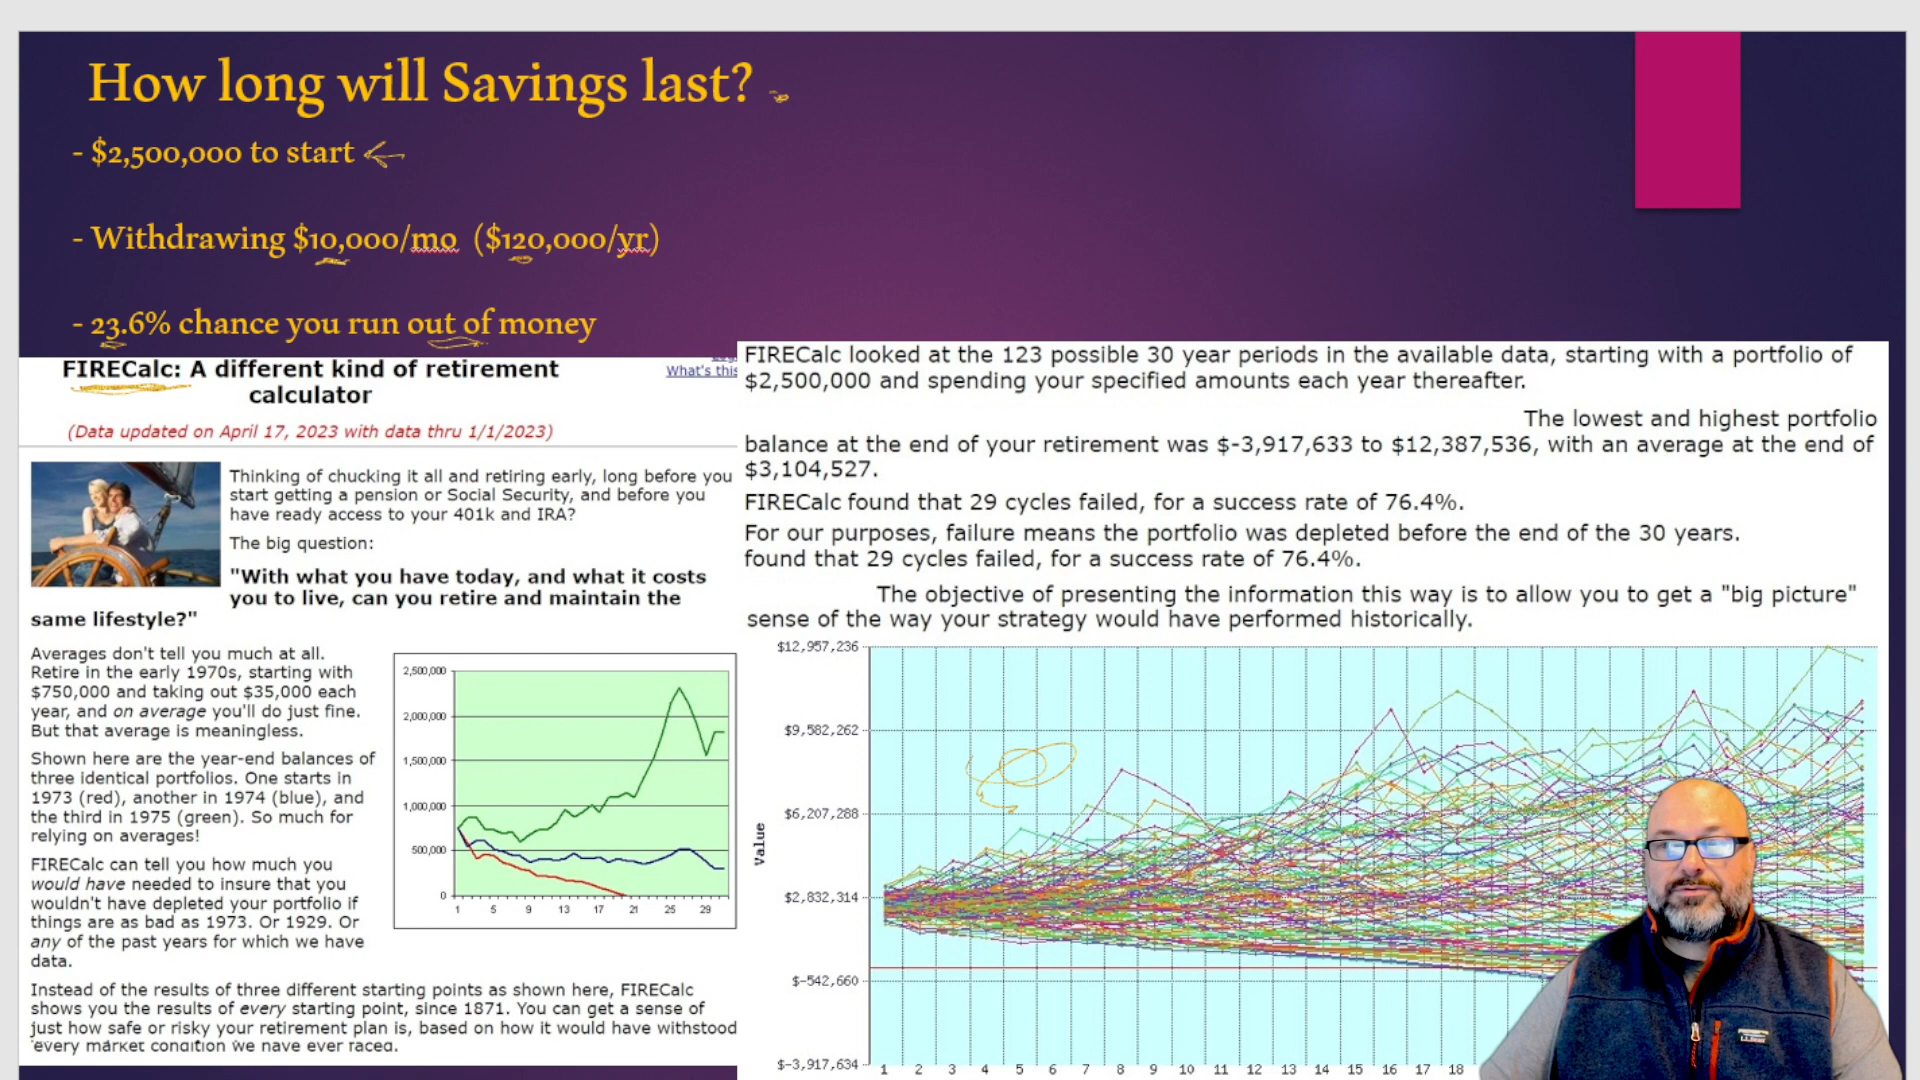 How long will Savings last?
- $2,500,000 to start
- Withdrawing $10,000/mo ($120,000/yr)
- 23.6% chance you run out of money
FIRECalc: A different kind of retirement
calculator
What's this
(Data updated on April 17, 2023 with data thru 1/1/2023)
Thinking of chucking it all and retiring early, long before you
start getting a pension or Social Security, and before you
have ready access to your 401k and IRA?
The big question:
"With what you have today, and what it costs
you to live, can you retire and maintain the
same lifestyle?"
Averages don't tell you much at all.
Retire in the early 1970s, starting with
$750,000 and taking out $35,000 each
year, and on average you'll do just fine.
But that average is meaningless.
Shown here are the year-end balances of
three identical portfolios. One starts in
1973 (red), another in 1974 (blue), and
the third in 1975 (green). So much for
relying on averages!
FIRECalc can tell you how much you
would have needed to insure that you
wouldn't have depleted your portfolio if
things are as bad as 1973. Or 1929. Or
any of the past years for which we have
data.
2,500,000
2,000,000
1,500,000
1,000,000
500,000
0
1 5 9 13 17 21 25 29
Instead of the results of three different starting points as shown here, FIRECalc
shows you the results of every starting point, since 1871. You can get a sense of
just how safe or risky your retirement plan is, based on how it would have withstood
every market condition we have ever faced.
FIRECalc looked at the 123 possible 30 year periods in the available data, starting with a portfolio of
$2,500,000 and spending your specified amounts each year thereafter.
The lowest and highest portfolio
balance at the end of your retirement was $-3,917,633 to $12,387,536, with an average at the end of
$3,104,527.
FIRECalc found that 29 cycles failed, for a success rate of 76.4%.
For our purposes, failure means the portfolio was depleted before the end of the 30 years.
found that 29 cycles failed, for a success rate of 76.4%.
The objective of presenting the information this way is to allow you to get a "big picture"
sense of the way your strategy would have performed historically.
$12,957,236
$9,582,262
$6,207,288
$2,832,314
$-542,660
$-3,917,634
Value
1 2 3 4 5 6 7 8 9 10 11 12 13 14 15 16 17 18